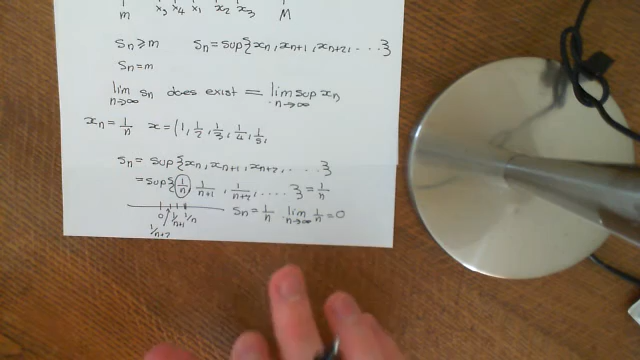 m x₃ x₄ x₁ x₂ x₃ M
Sₙ ≥ m Sₙ = sup{xₙ, xₙ₊₁, xₙ₊₂, ....}
Sₙ = m
lim n→∞ Sₙ does exist = lim sup n→∞ xₙ
xₙ = 1/n x = (1, 1/2, 1/3, 1/4, 1/5,
Sₙ = sup{xₙ, xₙ₊₁, xₙ₊₂, ....}
= sup{1/n, 1/n+1, 1/n+2, .....} = 1/n
Sₙ = 1/n lim n→∞ 1/n = 0
0 1/n+1 1/n
1/n+2